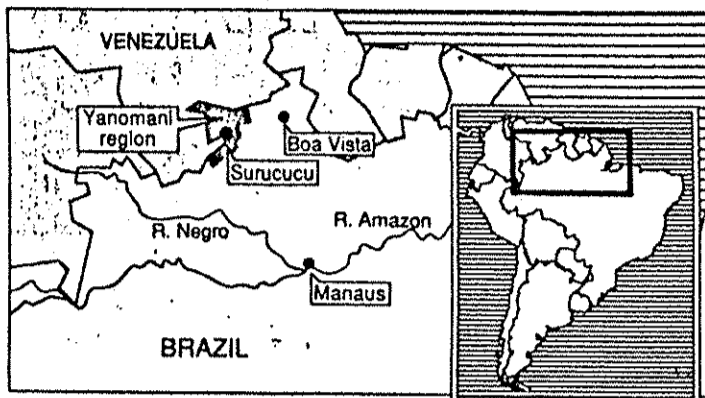 VENEZUELA
Yanomani
region
Boa Vista
Surucucu
R. Amazon
R. Negro
Manaus
BRAZIL